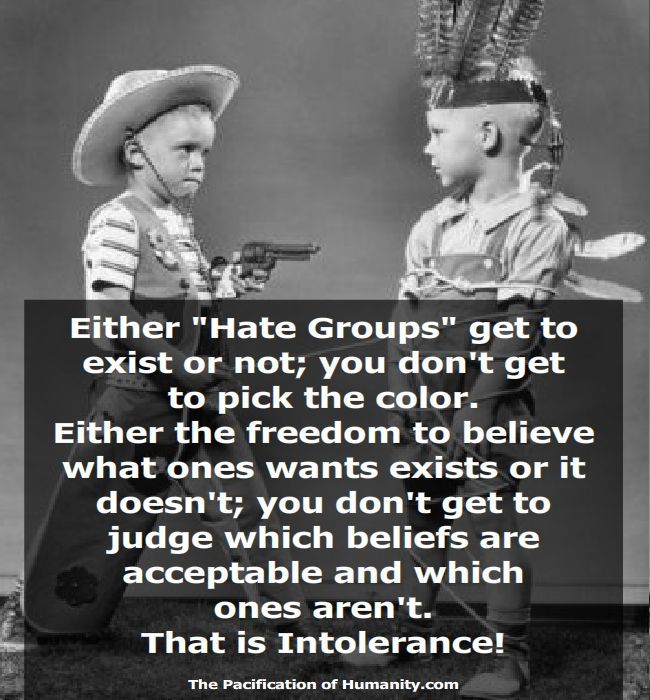 Either "Hate Groups" get to
exist or not; you don't get
to pick the color.
Either the freedom to believe
what ones wants exists or it
doesn't; you don't get to
judge which beliefs are
acceptable and which
ones aren't.
That is Intolerance!
The Pacification of Humanity.com